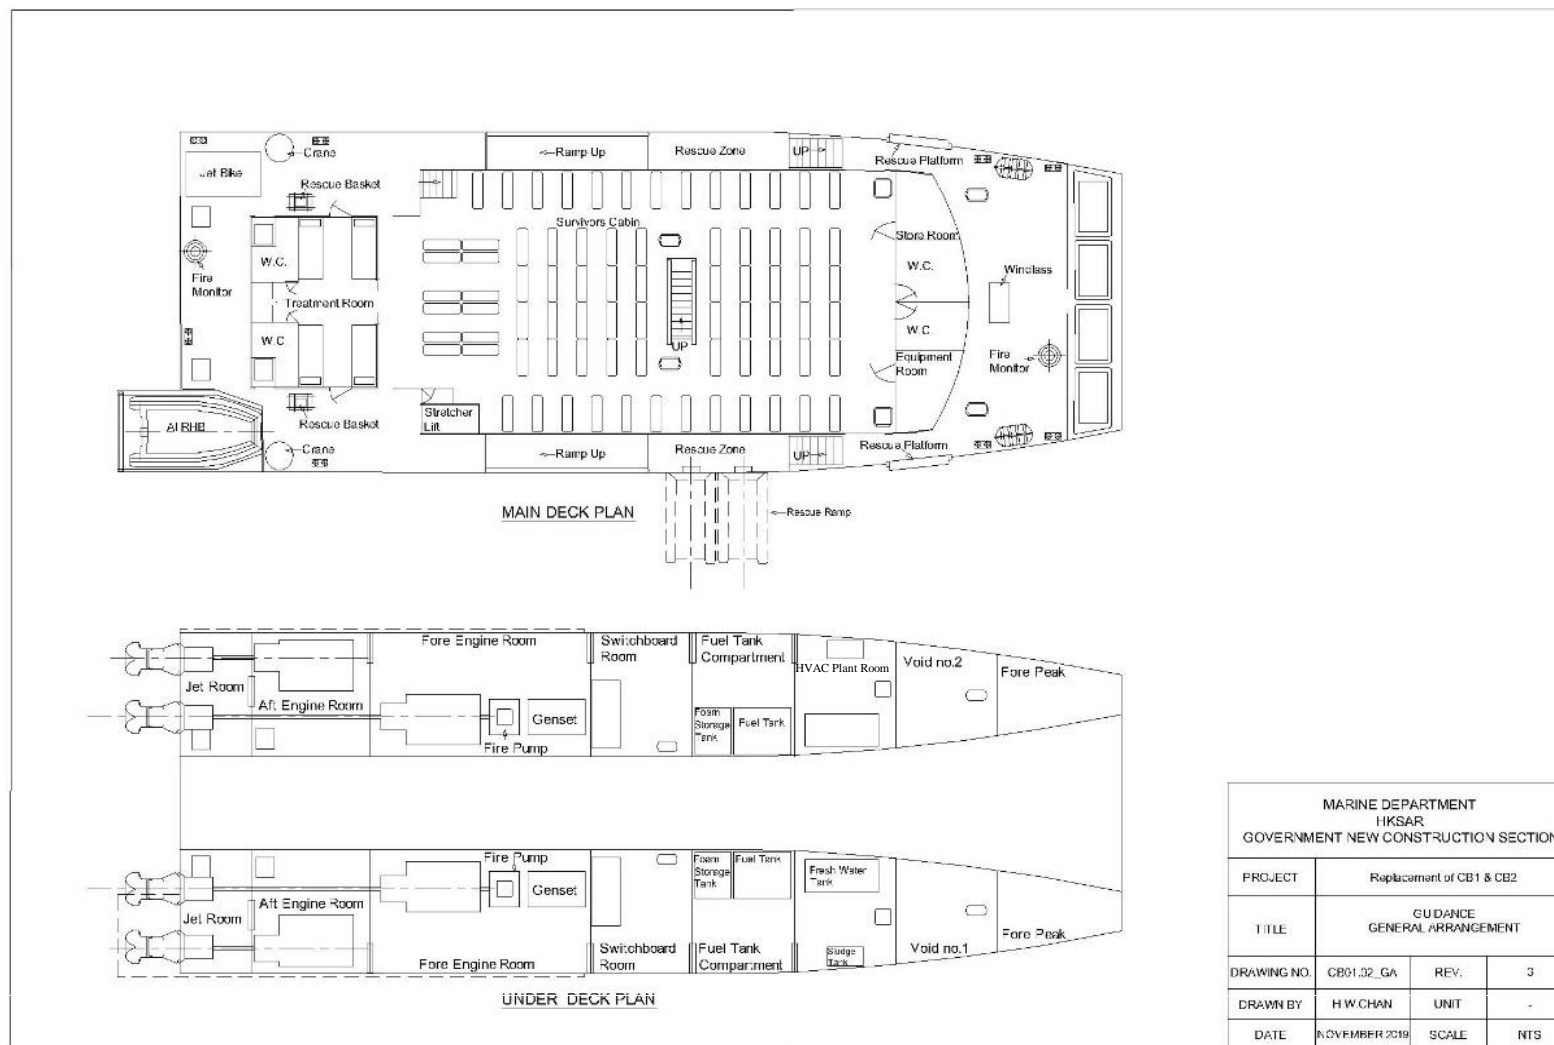 Crane
Ramp Up
Rescue Zone
UP
Rescue Platform
Jet Bike
Rescue Basket
Survivors Cabin
Store Room
W.C.
W.C.
Windlass
Fire
Monitor
Treatment Room
W.C
W.C
UP
Equipment
Room
Fire
Monitor
Stretcher
Lift
Rescue Basket
Crane
Ramp Up
Rescue Zone
UP
Rescue Platform
MAIN DECK PLAN
Rescue Ramp
Fore Engine Room
Switchboard
Room
Fuel Tank
Compartment
HVAC Plant Room
Void no.2
Fore Peak
Jet Room
Aft Engine Room
Genset
Fire Pump
Foam
Storage
Tank
Fuel Tank
Fire Pump
Genset
Foam
Storage
Tank
Fuel Tank
Fresh Water
Tank
Aft Engine Room
Jet Room
Fore Engine Room
Switchboard
Room
Fuel Tank
Compartment
Sludge
Tank
Void no.1
Fore Peak
UNDER DECK PLAN
MARINE DEPARTMENT
HKSAR
GOVERNMENT NEW CONSTRUCTION SECTION
PROJECT Replacement of CB1 & CB2
TITLE GUIDANCE
GENERAL ARRANGEMENT
DRAWING NO. CB01.02_GA REV. 3
DRAWN BY H.W.CHAN UNIT -
DATE NOVEMBER 2019 SCALE NTS